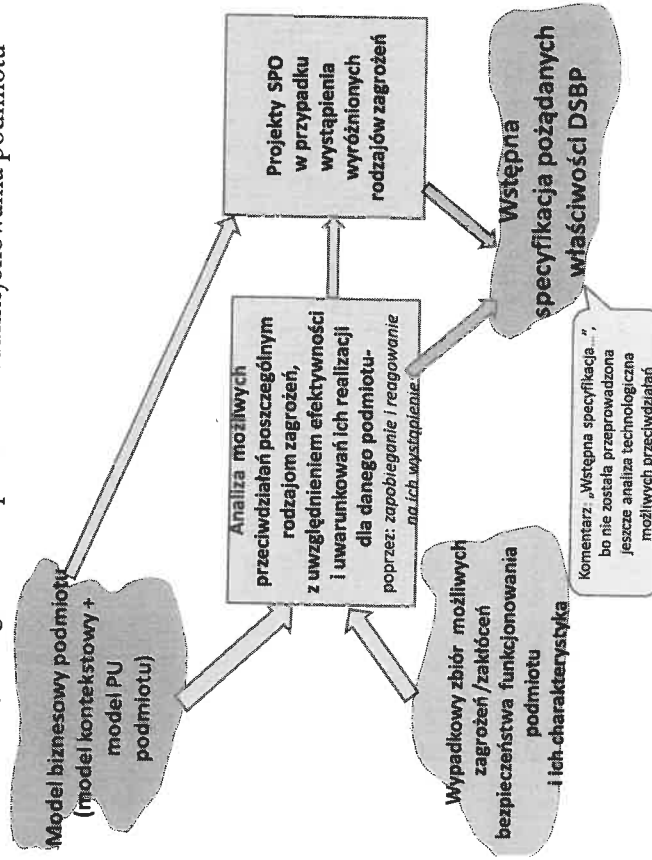 podmiotu
Model biznesowy podmiotu
(model kontekstowy +
model PU
podmiotu)
Analiza możliwych
przeciwdziałań poszczególnym
rodzajom zagrożeń,
z uwzględnieniem efektywności
i uwarunkowań ich realizacji
dla danego podmiotu-
poprzez: zapobieganie i reagowanie
na ich wystąpienie
Projekty SPO
w przypadku
wystąpienia
wyróżnionych
rodzajów zagrożeń
Wypadkowy zbiór możliwych
zagrożeń /zakłóceń
bezpieczeństwa funkcjonowania
podmiotu
i ich charakterystyka
Wstępna
specyfikacja pożądanych
właściwości DSBP
Komentarz: „Wstępna specyfikacja...",
bo nie została przeprowadzona
jeszcze analiza technologiczna
możliwych przeciwdziałań